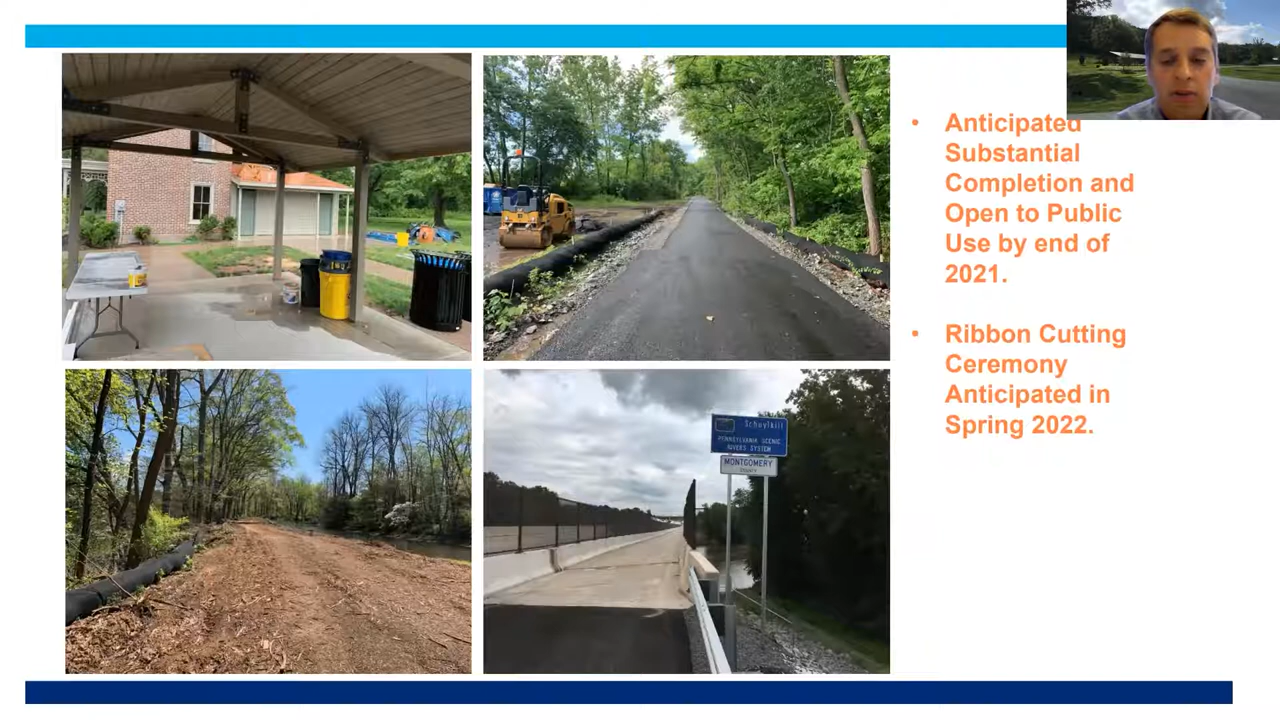 Anticipated
Substantial
Completion and
Open to Public
Use by end of
2021.
Ribbon Cutting
Ceremony
Anticipated in
Spring 2022.
Schuylkill
PENNSYLVANIA SCENIC
RIVERS SYSTEM
MONTGOMERY